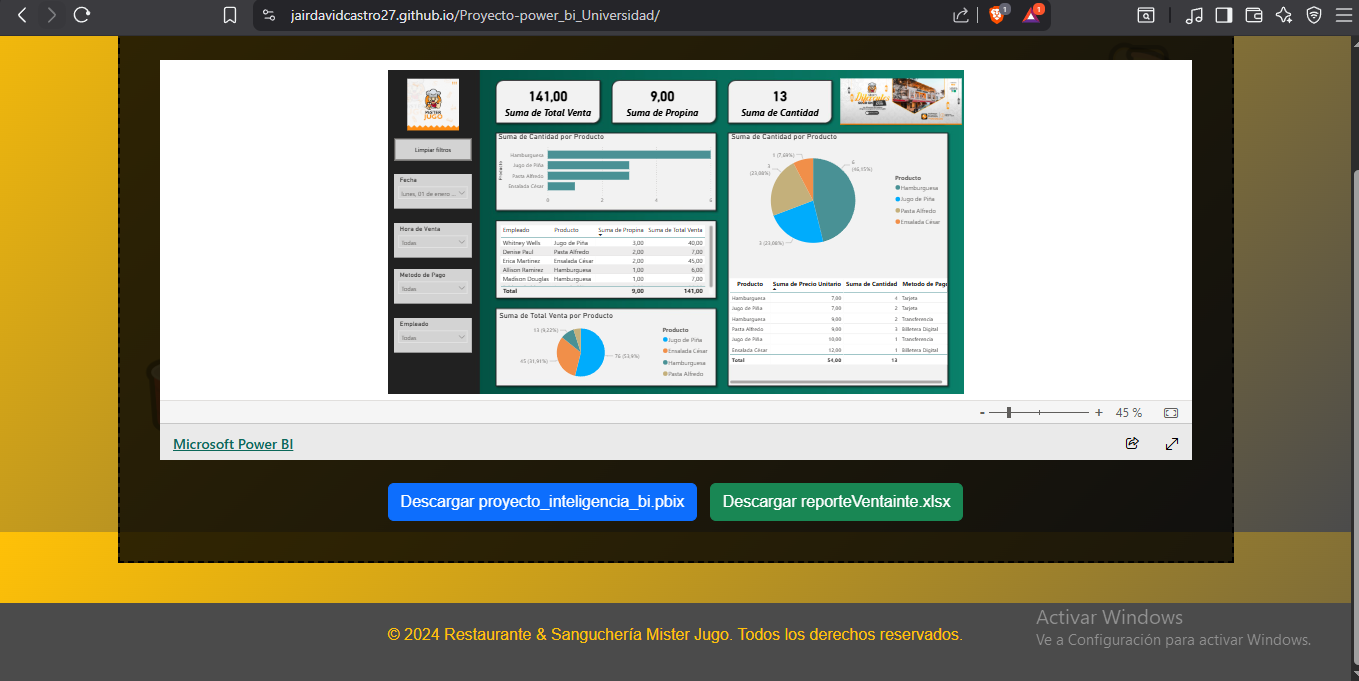 jairdavidcastro27.github.io/Proyecto-power_bi_Universidad/
1
1
MISTER
JUGO
141,00
Suma de Total Venta
9,00
Suma de Propina
13
Suma de Cantidad
Limpiar filtros
Fecha
lunes, 01 de enero ...
Hora de Venta
Todas
Metodo de Pago
Todas
Empleado
Todas
Suma de Cantidad por Producto
Producto
Hamburguesa
Jugo de Piña
Pasta Alfredo
Ensalada César
0 2 4 6
Empleado Producto Suma de Propina Suma de Total Venta
Whitney Wells Jugo de Piña 3,00 40,00
Denise Paul Pasta Alfredo 2,00 7,00
Erica Martinez Ensalada César 2,00 45,00
Allison Ramirez Hamburguesa 1,00 6,00
Madison Douglas Hamburguesa 1,00 7,00
Total 9,00 141,00
Suma de Total Venta por Producto
13 (9,22%)
45 (31,91%)
76 (53,9%)
Producto
Jugo de Piña
Ensalada César
Hamburguesa
Pasta Alfredo
Suma de Cantidad por Producto
1 (7,69%)
3
(23,08%)
6
(46,15%)
3 (23,08%)
Producto
Hamburguesa
Jugo de Piña
Pasta Alfredo
Ensalada César
Producto Suma de Precio Unitario Suma de Cantidad Metodo de Pago
Hamburguesa 7,00 4 Tarjeta
Jugo de Piña 7,00 2 Tarjeta
Hamburguesa 9,00 2 Transferencia
Pasta Alfredo 9,00 3 Billetera Digital
Jugo de Piña 10,00 1 Transferencia
Ensalada César 12,00 1 Billetera Digital
Total 54,00 13
- + 45 %
Microsoft Power BI
Descargar proyecto_inteligencia_bi.pbix
Descargar reporteVentainte.xlsx
© 2024 Restaurante & Sanguchería Mister Jugo. Todos los derechos reservados.
Activar Windows
Ve a Configuración para activar Windows.